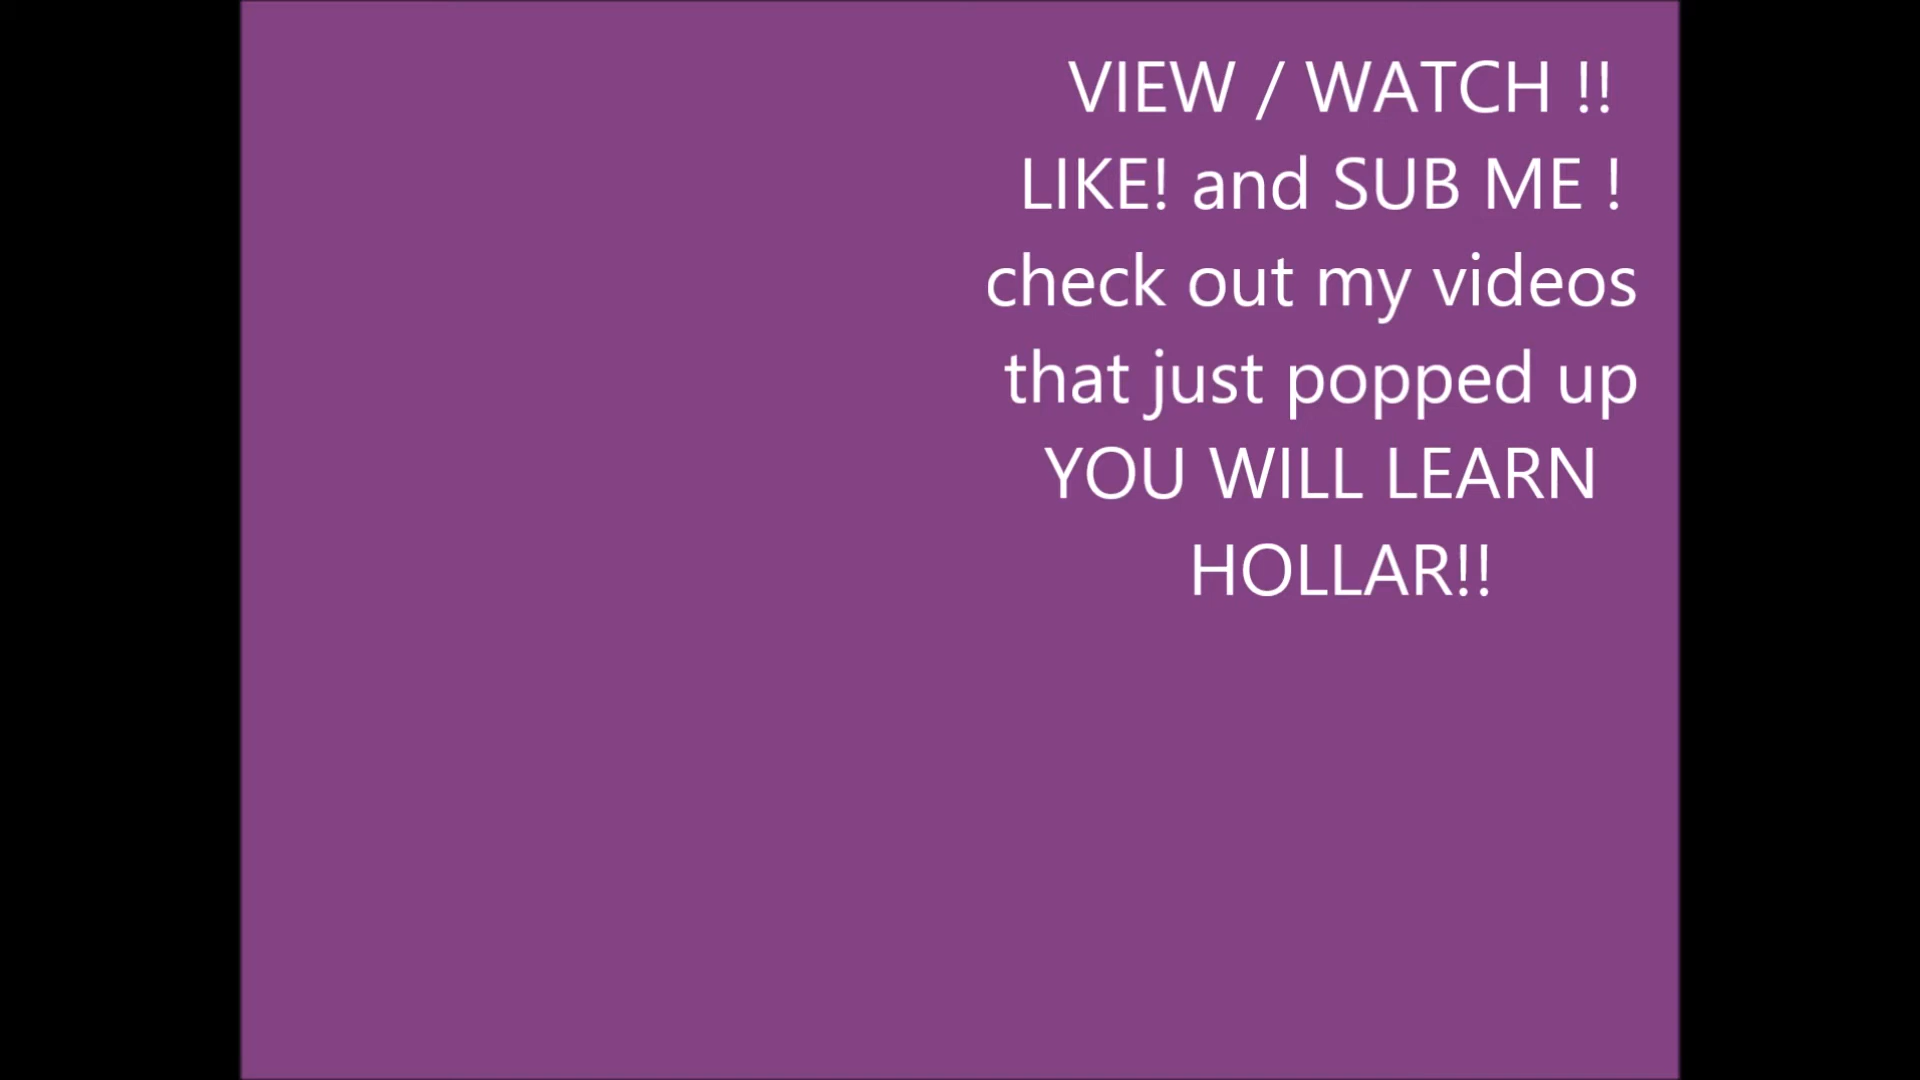 VIEW / WATCH !!
LIKE! and SUB ME !
check out my videos
that just popped up
YOU WILL LEARN
HOLLAR!!